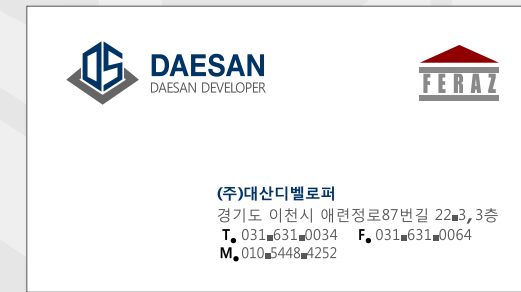 DS
DAESAN
DAESAN DEVELOPER
FERAZ
(주)대산디벨로퍼
경기도 이천시 애련정로87번길 22-3,3층
T. 031-631-0034 F. 031-631-0064
M. 010-5448-4252